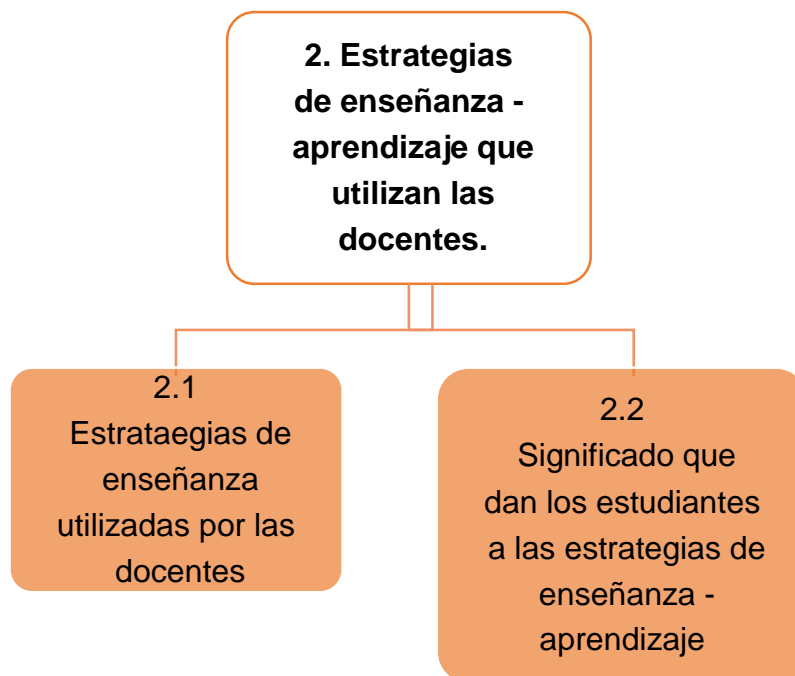 2. Estrategias
de enseñanza -
aprendizaje que
utilizan las
docentes.
2.1
Estrataegias de
enseñanza
utilizadas por las
docentes
2.2
Significado que
dan los estudiantes
a las estrategias de
enseñanza -
aprendizaje